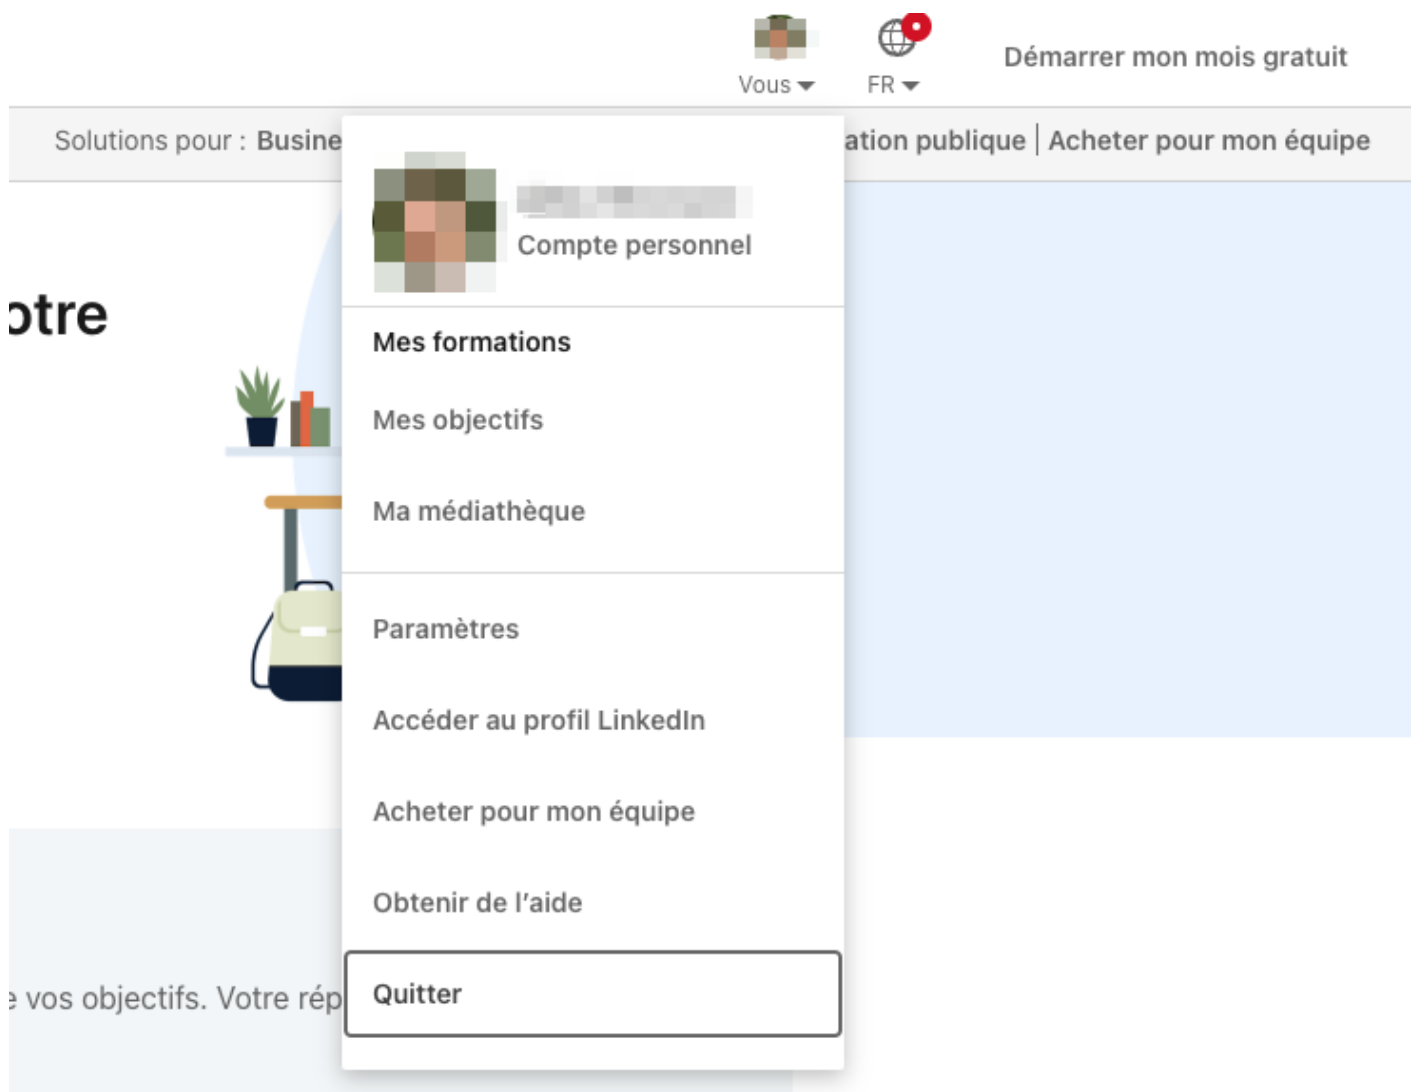 Vous
FR
Démarrer mon mois gratuit
Solutions pour : Busine
ation publique | Acheter pour mon équipe
Compte personnel
otre
Mes formations
Mes objectifs
Ma médiathèque
Paramètres
Accéder au profil LinkedIn
Acheter pour mon équipe
Obtenir de l’aide
e vos objectifs. Votre rép
Quitter